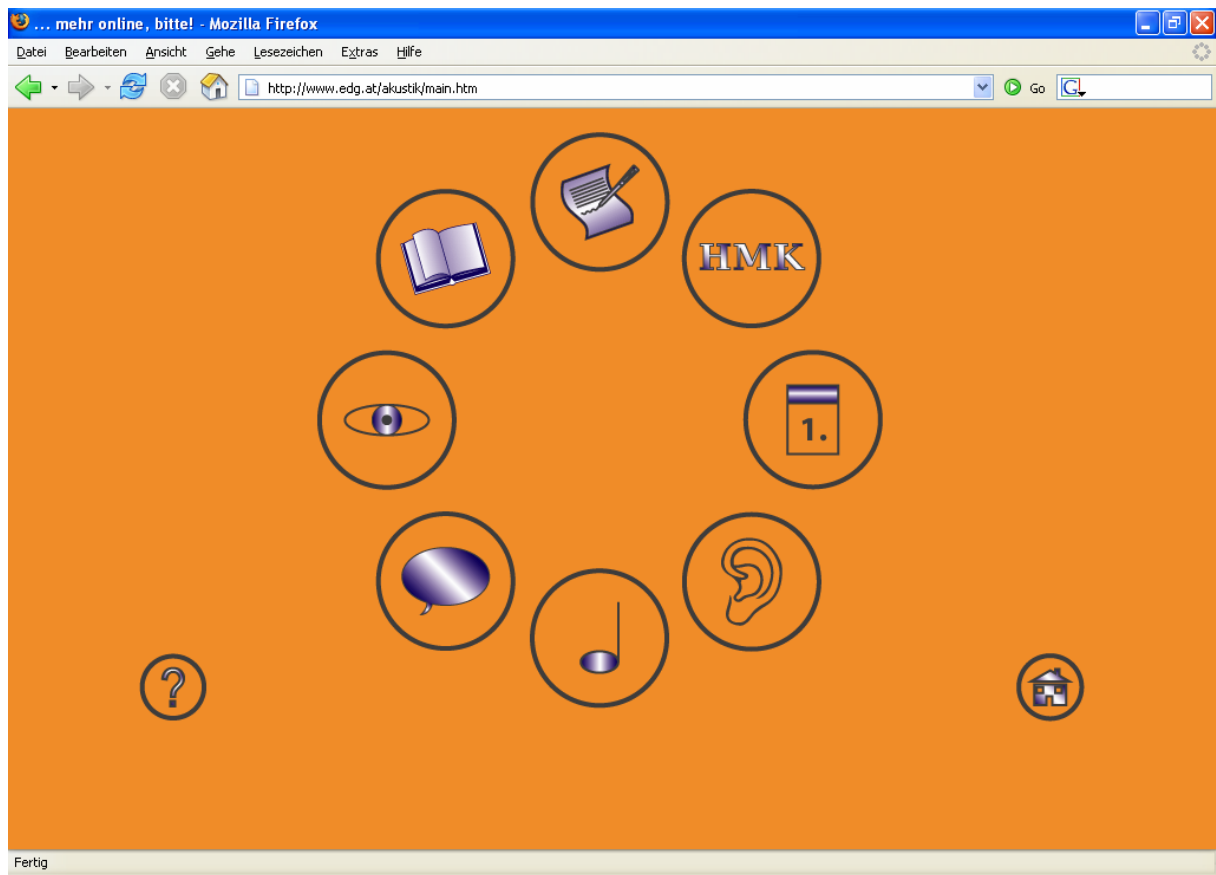 ... mehr online, bitte! - Mozilla Firefox
Datei Bearbeiten Ansicht Gehe Lesezeichen Extras Hilfe
http://www.edg.at/akustik/main.htm Go G
HMK
1.
?
Fertig